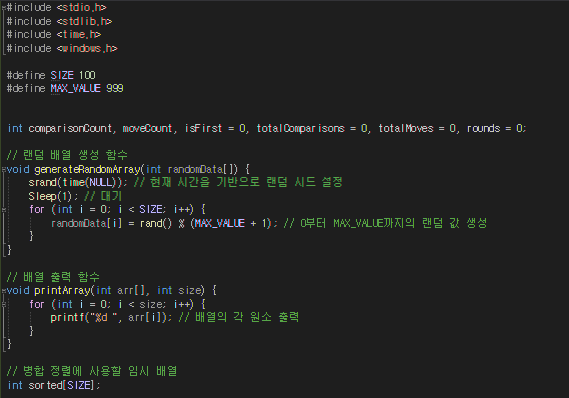 #include <stdio.h>
#include <stdlib.h>
#include <time.h>
#include <windows.h>
#define SIZE 100
#define MAX_VALUE 999
int comparisonCount, moveCount, isFirst = 0, totalComparisons = 0, totalMoves = 0, rounds = 0;
// 랜덤 배열 생성 함수
void generateRandomArray(int randomData[]) {
srand(time(NULL)); // 현재 시간을 기반으로 랜덤 시드 설정
Sleep(1); // 대기
for (int i = 0; i < SIZE; i++) {
randomData[i] = rand() % (MAX_VALUE + 1); // 0부터 MAX_VALUE까지의 랜덤 값 생성
}
}
// 배열 출력 함수
void printArray(int arr[], int size) {
for (int i = 0; i < size; i++) {
printf("%d ", arr[i]); // 배열의 각 원소 출력
}
}
// 병합 정렬에 사용할 임시 배열
int sorted[SIZE];